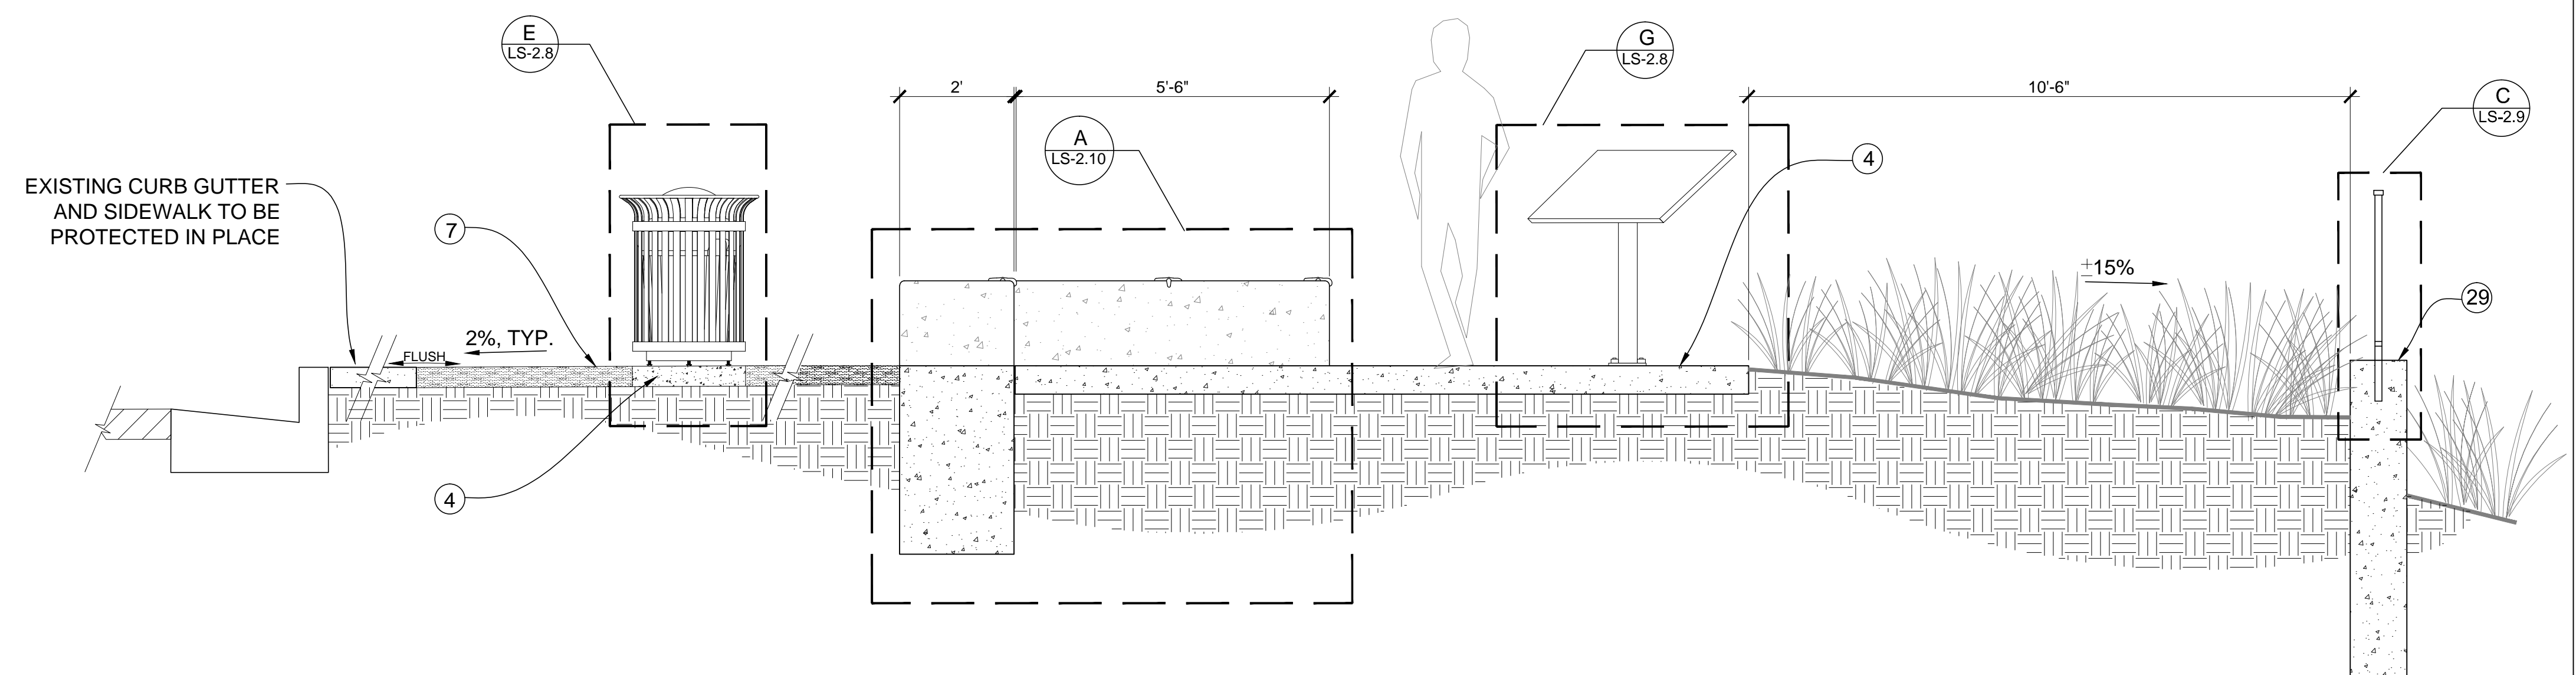 E
LS-2.8
G
LS-2.8
2'
5'-6"
10'-6"
C
LS-2.9
A
LS-2.10
4
EXISTING CURB GUTTER
AND SIDEWALK TO BE
PROTECTED IN PLACE
7
±15%
29
2%, TYP.
FLUSH
4